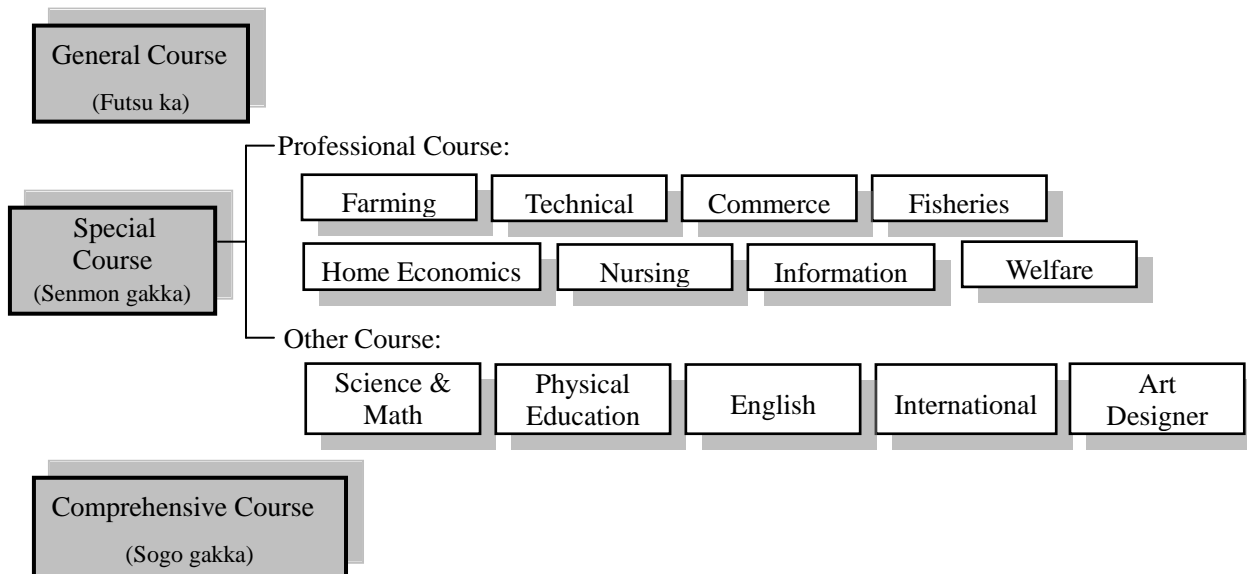 General Course
(Futsu ka)
Professional Course:
Farming
Technical
Commerce
Fisheries
Special
Course
(Senmon gakka)
Home Economics
Nursing
Information
Welfare
Other Course:
Science &
Math
Physical
Education
English
International
Art
Designer
Comprehensive Course
(Sogo gakka)